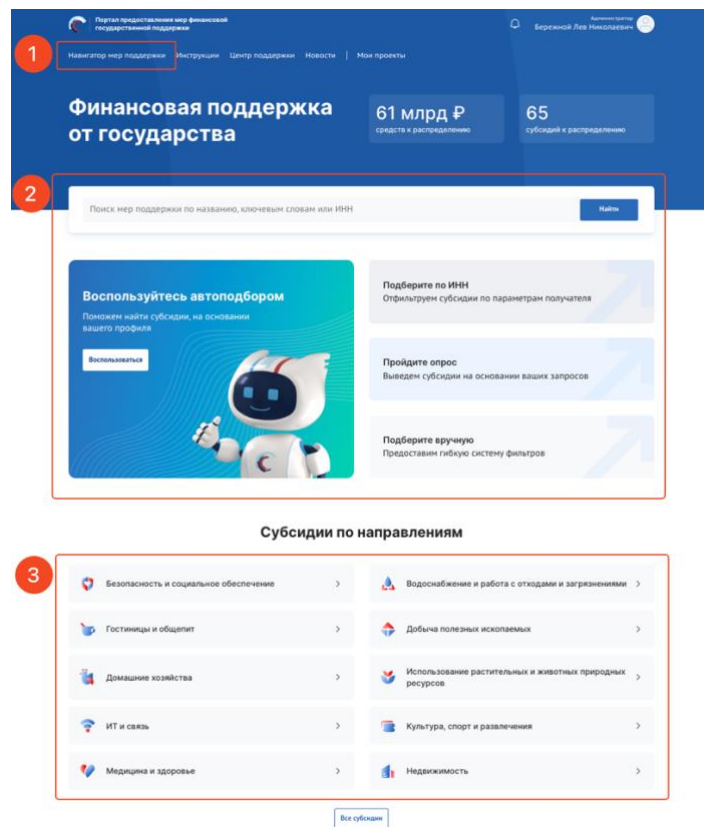 Портал предоставления мер финансовой
государственной поддержки
Администратор
Бережной Лев Николаевич
1
Навигатор мер поддержки Инструкции Центр поддержки Новости | Мои проекты
Финансовая поддержка
от государства
61 млрд ₽
средств к распределению
65
субсидий к распределению
2
Поиск мер поддержки по названию, ключевым словам или ИНН
Найти
Воспользуйтесь автоподбором
Поможем найти субсидии, на основании
вашего профиля
Воспользоваться
Подберите по ИНН
Отфильтруем субсидии по параметрам получателя
Пройдите опрос
Выведем субсидии на основании ваших запросов
Подберите вручную
Предоставим гибкую систему фильтров
Субсидии по направлениям
3
Безопасность и социальное обеспечение
Водоснабжение и работа с отходами и загрязнениями
Гостиницы и общепит
Добыча полезных ископаемых
Домашние хозяйства
Использование растительных и животных природных
ресурсов
ИТ и связь
Культура, спорт и развлечения
Медицина и здоровье
Недвижимость
Все субсидии